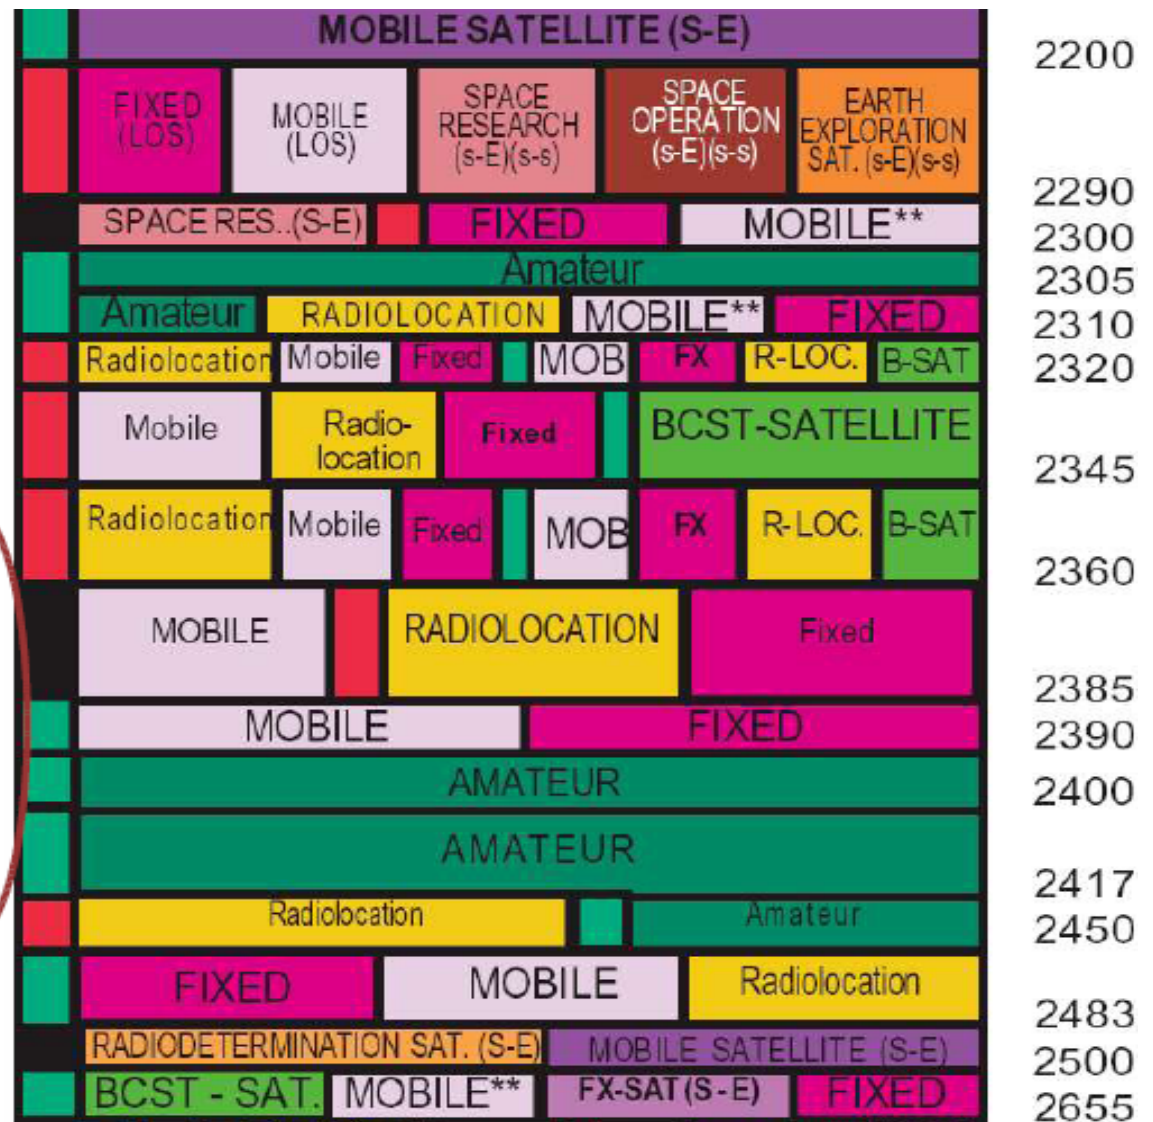 MOBILE SATELLITE (S-E)
2200
FIXED
(LOS)
MOBILE
(LOS)
SPACE
RESEARCH
(s-E)(s-s)
SPACE
OPERATION
(s-E)(s-s)
EARTH
EXPLORATION
SAT. (s-E)(s-s)
2290
SPACE RES..(S-E)
FIXED
MOBILE**
2300
Amateur
2305
Amateur
RADIOLOCATION
MOBILE**
FIXED
2310
Radiolocation
Mobile
Fixed
MOB
FX
R-LOC.
B-SAT
2320
Mobile
Radio-
location
Fixed
BCST-SATELLITE
2345
Radiolocation
Mobile
Fixed
MOB
FX
R-LOC.
B-SAT
2360
MOBILE
RADIOLOCATION
Fixed
2385
MOBILE
FIXED
2390
AMATEUR
2400
AMATEUR
2417
Radiolocation
Amateur
2450
FIXED
MOBILE
Radiolocation
2483
RADIODETERMINATION SAT. (S-E)
MOBILE SATELLITE (S-E)
2500
BCST - SAT.
MOBILE**
FX-SAT (S - E)
FIXED
2655